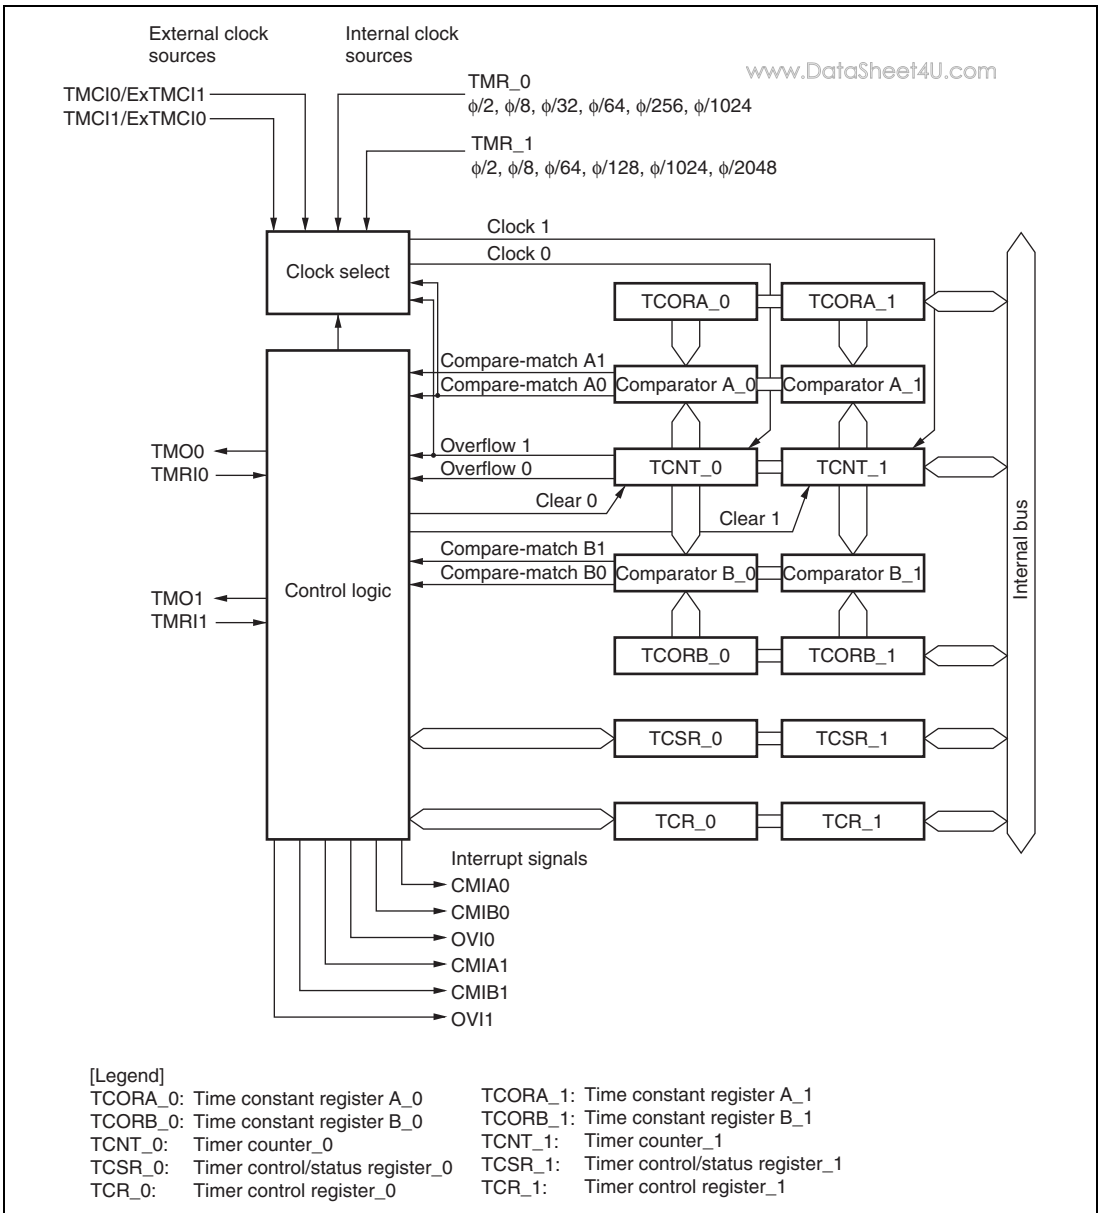 External clock
sources
Internal clock
sources
www.DataSheet4U.com
TMR_0
ϕ/2, ϕ/8, ϕ/32, ϕ/64, ϕ/256, ϕ/1024
TMCI0/ExTMCI1
TMCI1/ExTMCI0
TMR_1
ϕ/2, ϕ/8, ϕ/64, ϕ/128, ϕ/1024, ϕ/2048
Clock 1
Clock 0
Clock select
TCORA_0
TCORA_1
Compare-match A1
Compare-match A0
Comparator A_0
Comparator A_1
TMO0
TMRI0
Overflow 1
Overflow 0
TCNT_0
TCNT_1
Clear 0
Clear 1
Internal bus
Compare-match B1
Compare-match B0
Comparator B_0
Comparator B_1
Control logic
TMO1
TMRI1
TCORB_0
TCORB_1
TCSR_0
TCSR_1
TCR_0
TCR_1
Interrupt signals
CMIA0
CMIB0
OVI0
CMIA1
CMIB1
OVI1
[Legend]
TCORA_0: Time constant register A_0
TCORB_0: Time constant register B_0
TCNT_0: Timer counter_0
TCSR_0: Timer control/status register_0
TCR_0: Timer control register_0
TCORA_1: Time constant register A_1
TCORB_1: Time constant register B_1
TCNT_1: Timer counter_1
TCSR_1: Timer control/status register_1
TCR_1: Timer control register_1